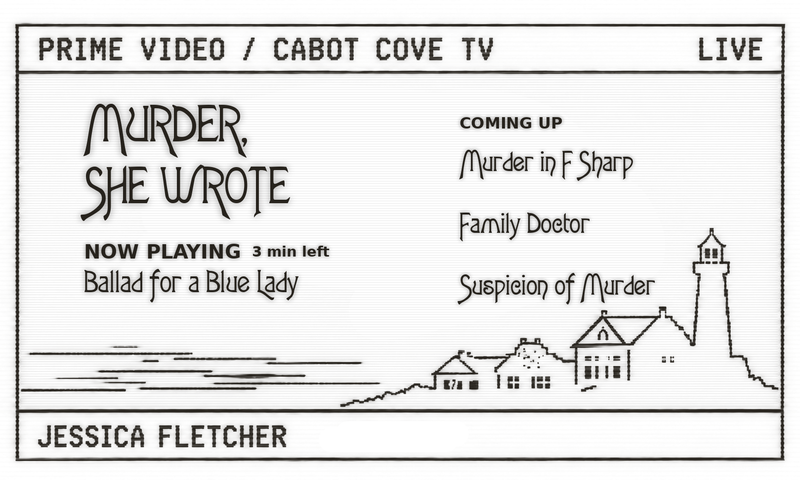 PRIME VIDEO / CABOT COVE TV LIVE
MURDER,
SHE WROTE
NOW PLAYING 3 min left
Ballad for a Blue Lady
COMING UP
Murder in F Sharp
Family Doctor
Suspicion of Murder
JESSICA FLETCHER